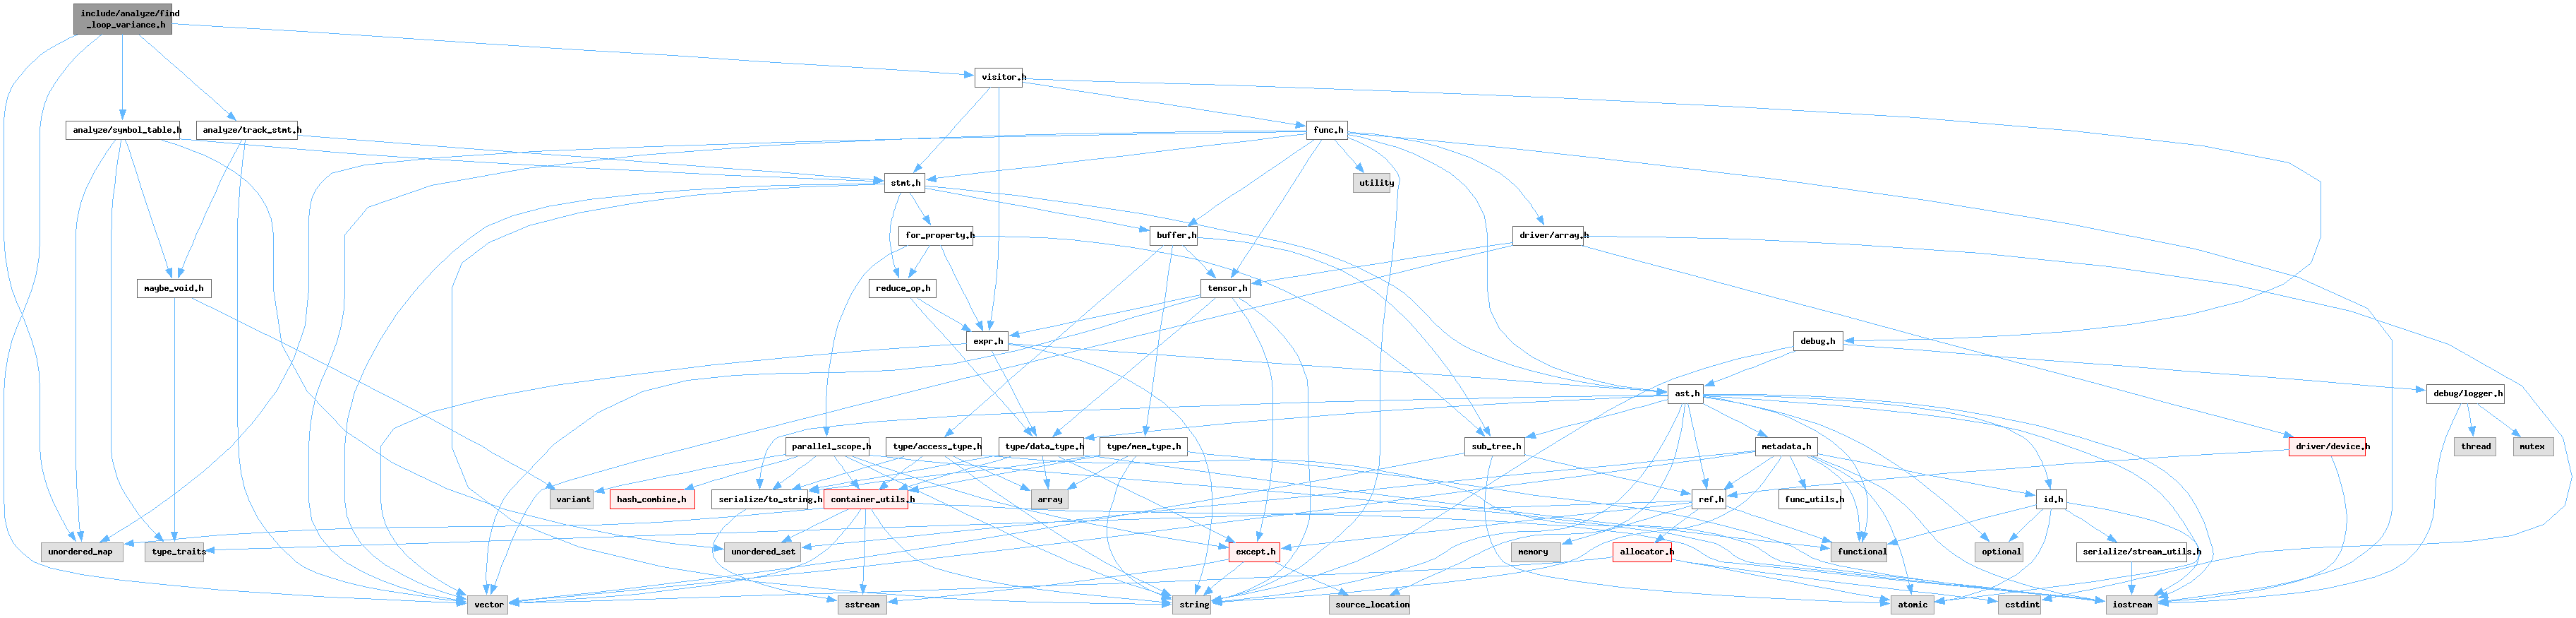 include/analyze/find
_loop_variance.h
visitor.h
analyze/symbol_table.h
analyze/track_stmt.h
func.h
stmt.h
utility
for_property.h
buffer.h
driver/array.h
maybe_void.h
reduce_op.h
tensor.h
expr.h
debug.h
ast.h
debug/logger.h
parallel_scope.h
type/access_type.h
type/data_type.h
type/mem_type.h
sub_tree.h
metadata.h
driver/device.h
thread
mutex
variant
hash_combine.h
serialize/to_string.h
container_utils.h
array
ref.h
func_utils.h
id.h
unordered_map
type_traits
unordered_set
except.h
memory
allocator.h
functional
optional
serialize/stream_utils.h
vector
sstream
string
source_location
atomic
cstdint
iostream